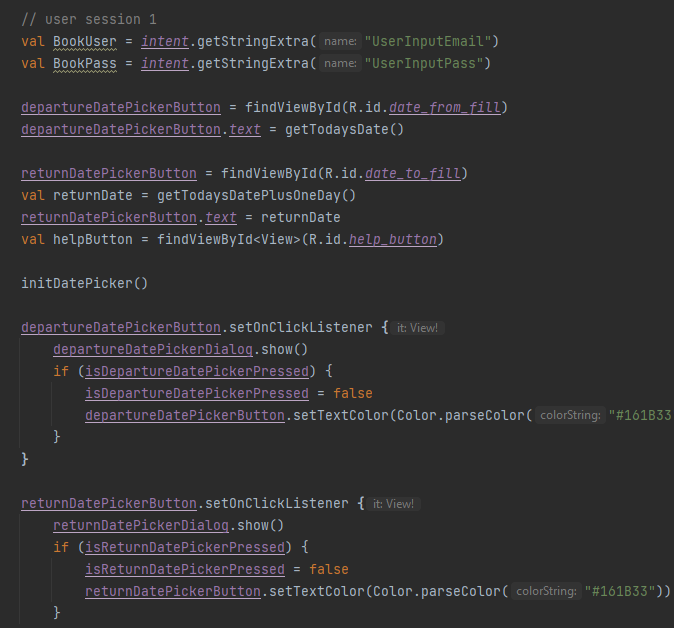 // user session 1
val BookUser = intent.getStringExtra( name: "UserInputEmail")
val BookPass = intent.getStringExtra( name: "UserInputPass")
departureDatePickerButton = findViewById(R.id.date_from_fill)
departureDatePickerButton.text = getTodaysDate()
returnDatePickerButton = findViewById(R.id.date_to_fill)
val returnDate = getTodaysDatePlusOneDay()
returnDatePickerButton.text = returnDate
val helpButton = findViewById<View>(R.id.help_button)
initDatePicker()
departureDatePickerButton.setOnClickListener { it: View!
departureDatePickerDialog.show()
if (isDepartureDatePickerPressed) {
isDepartureDatePickerPressed = false
departureDatePickerButton.setTextColor(Color.parseColor( colorString: "#161B33
}
}
returnDatePickerButton.setOnClickListener { it: View!
returnDatePickerDialog.show()
if (isReturnDatePickerPressed) {
isReturnDatePickerPressed = false
returnDatePickerButton.setTextColor(Color.parseColor( colorString: "#161B33"))
}